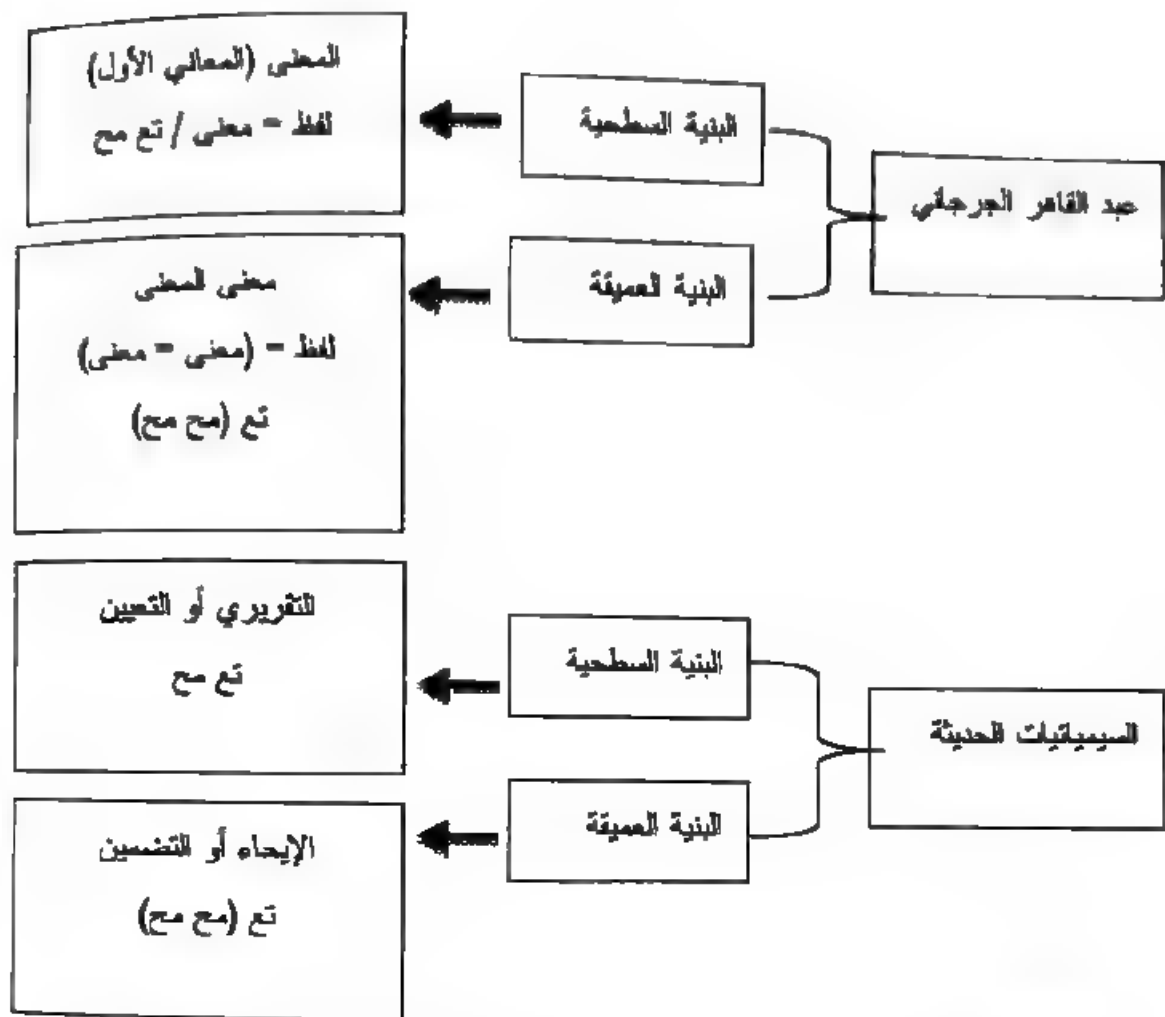 عبد القاهر الجرجاني
البنية السطحية
المعنى (المعاني الأول)
لفظ = معنى / تع مح
البنية العميقة
معنى المعنى
لفظ = (معنى = معنى)
تع (مح مح)
السيميائيات الحديثة
البنية السطحية
التقريري أو التعيين
تع مح
البنية العميقة
الإيحاء أو التضمين
تع (مح مح)